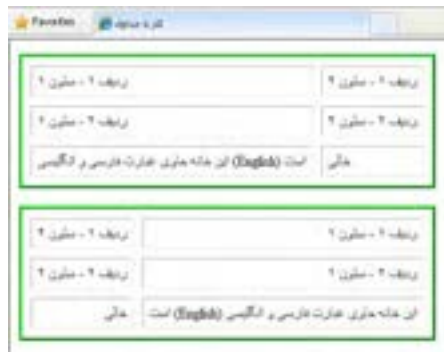 Favorites
ردیف ۱ - ستون ۱
ردیف ۱ - ستون ۲
ردیف ۲ - ستون ۱
ردیف ۲ - ستون ۲
است (English) این خانه حاوی عبارت فارسی و انگلیسی
خالی
ردیف ۱ - ستون ۱
ردیف ۱ - ستون ۲
ردیف ۲ - ستون ۱
ردیف ۲ - ستون ۲
این خانه حاوی عبارت فارسی و انگلیسی (English) است
خالی